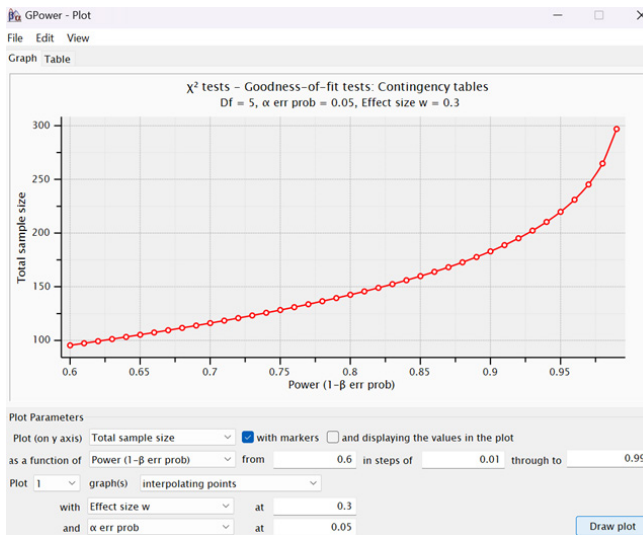 GPower - Plot
File Edit View
Graph Table
χ² tests - Goodness-of-fit tests: Contingency tables
Df = 5, α err prob = 0.05, Effect size w = 0.3
Total sample size
300
250
200
150
100
0.6 0.65 0.7 0.75 0.8 0.85 0.9 0.95
Power (1-β err prob)
Plot Parameters
Plot (on y axis) Total sample size with markers and displaying the values in the plot
as a function of Power (1-β err prob) from 0.6 in steps of 0.01 through to 0.99
Plot 1 graph(s) interpolating points
with Effect size w at 0.3
and α err prob at 0.05
Draw plot